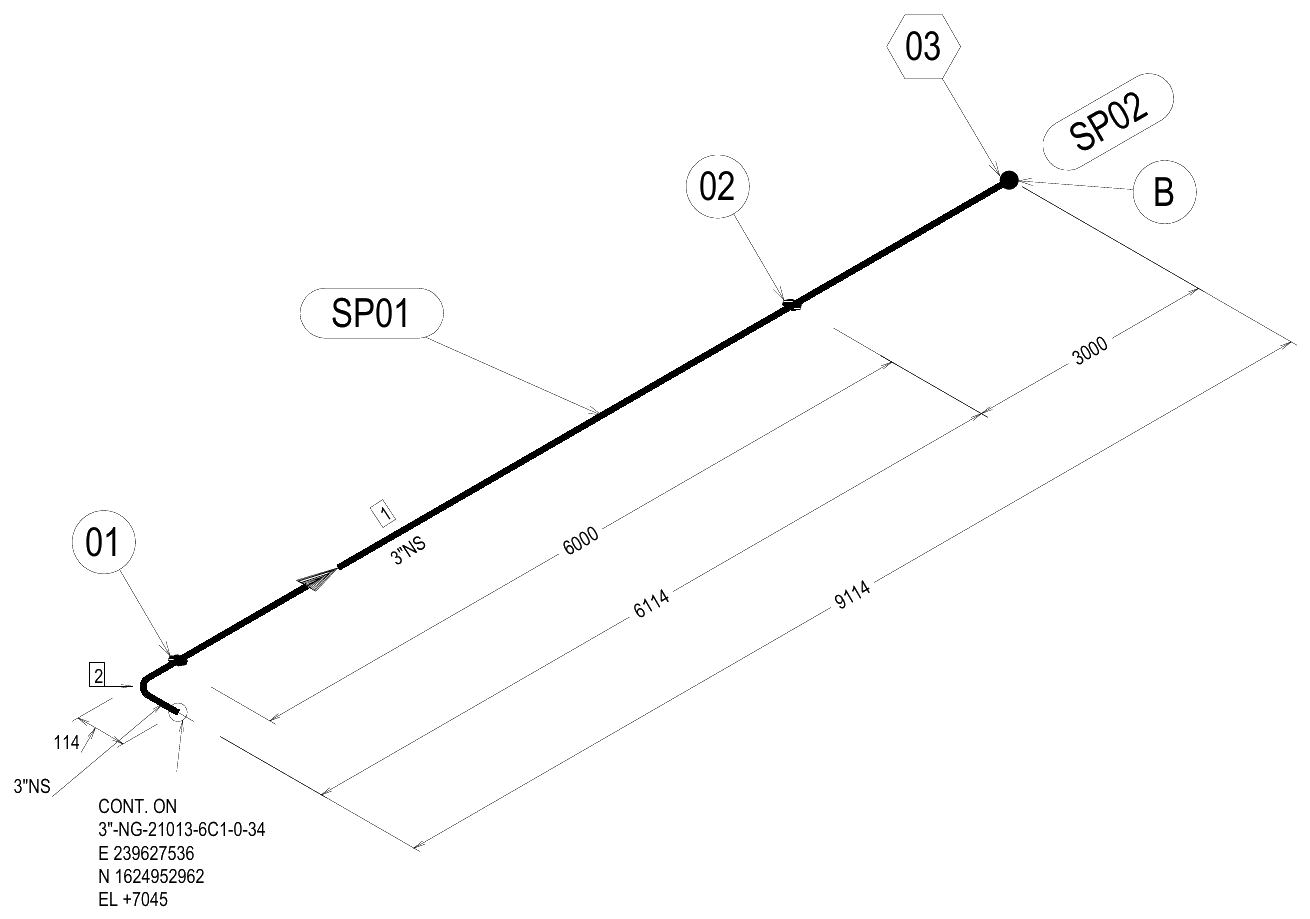 03
SP02
02
B
SP01
3000
1
01
6000
3"NS
6114
9114
2
114
3"NS
CONT. ON
3"-NG-21013-6C1-0-34
E 239627536
N 1624952962
EL +7045